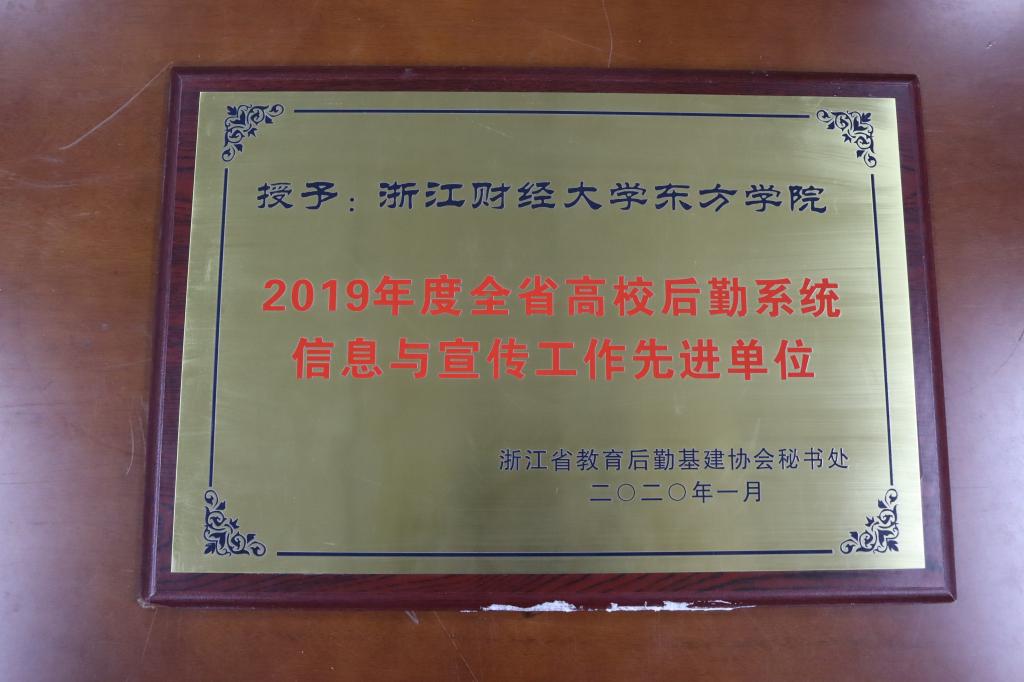 授予：浙江财经大学东方学院
2019年度全省高校后勤系统
信息与宣传工作先进单位
浙江省教育后勤基建协会秘书处
二〇二〇年一月